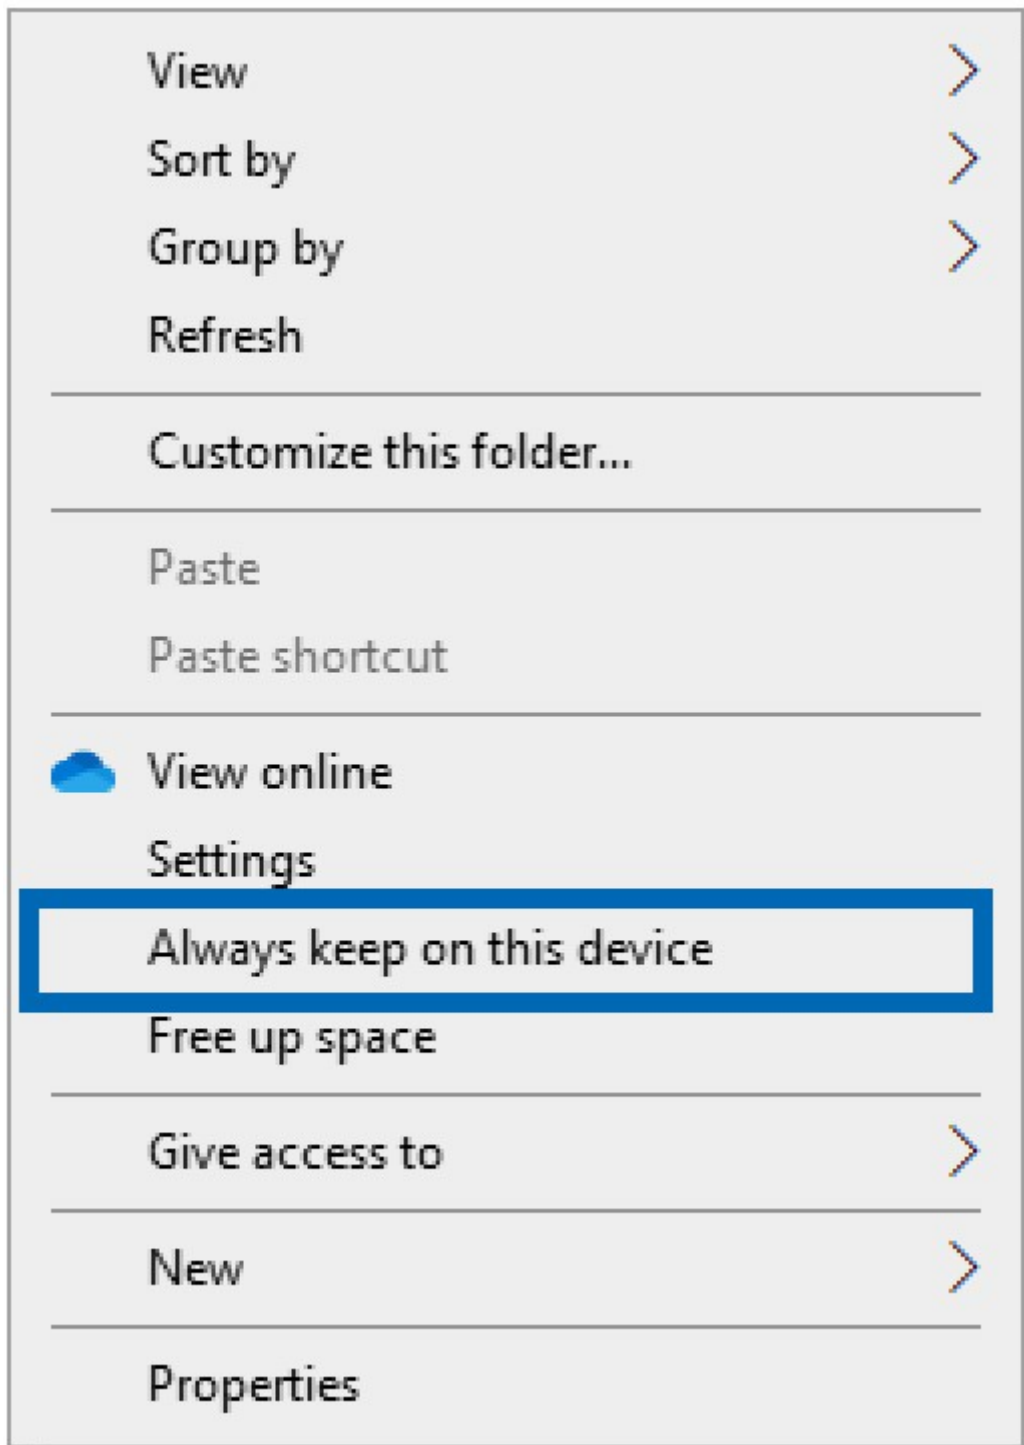 View
Sort by
Group by
Refresh
Customize this folder...
Paste
Paste shortcut
View online
Settings
Always keep on this device
Free up space
Give access to
New
Properties